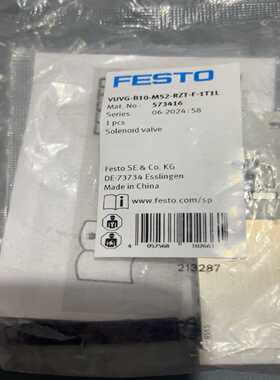 FESTO
VUVG-B10-M52-RZT-F-1T1L
Mat. No.: 573416
Series: 06-2024:58
1 pcs
Solenoid valve
Festo SE & Co. KG
DE-73734 Esslingen
Made in China
www.festo.com/sp
213287